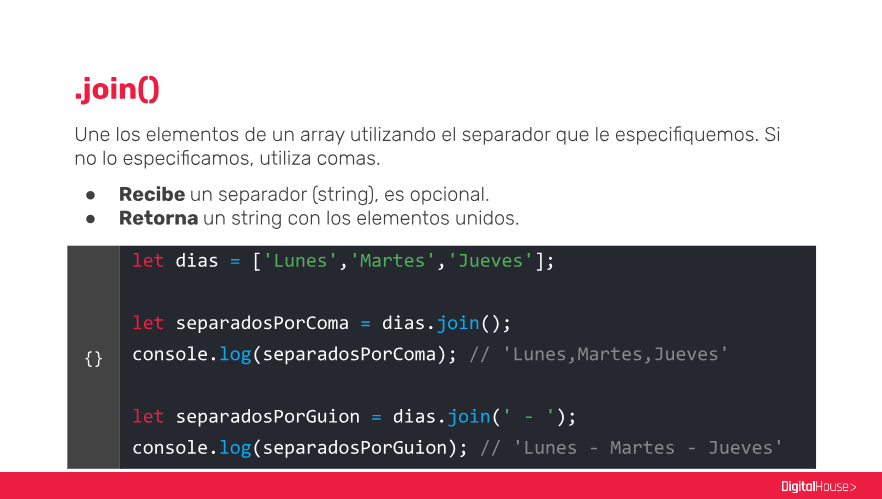 .join()
Une los elementos de un array utilizando el separador que le especifiquemos. Si
no lo especificamos, utiliza comas.
● Recibe un separador (string), es opcional.
● Retorna un string con los elementos unidos.
let dias = ['Lunes','Martes','Jueves'];
let separadosPorComa = dias.join();
{}
console.log(separadosPorComa); // 'Lunes,Martes,Jueves'
let separadosPorGuion = dias.join(' - ');
console.log(separadosPorGuion); // 'Lunes - Martes - Jueves'
DigitalHouse>